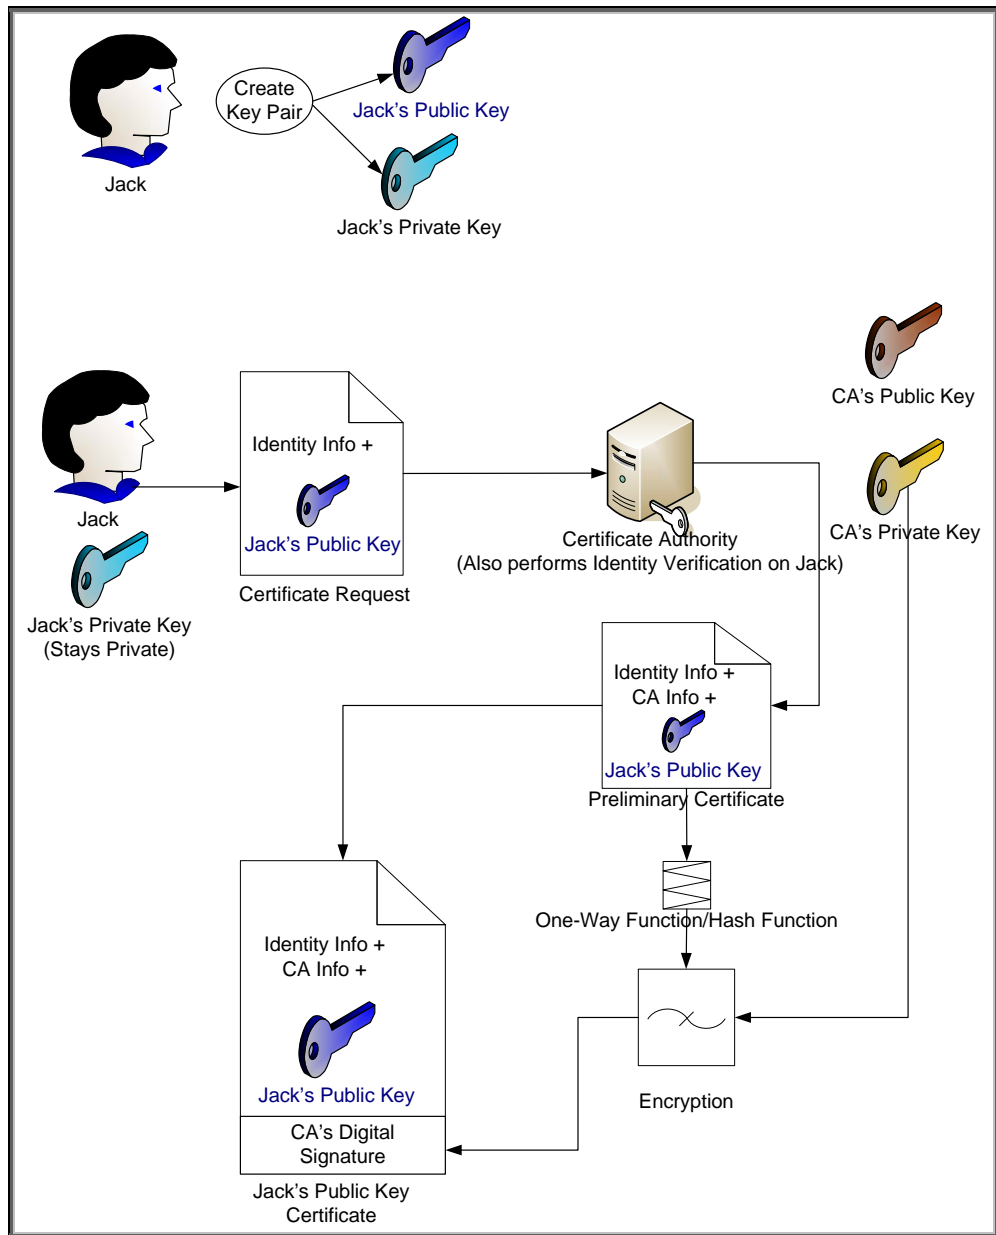 Create
Key Pair
Jack's Public Key
Jack
Jack's Private Key
CA's Public Key
Identity Info +
Jack's Public Key
Certificate Request
Jack
Jack's Private Key
(Stays Private)
Certificate Authority
(Also performs Identity Verification on Jack)
CA's Private Key
Identity Info +
CA Info +
Jack's Public Key
Preliminary Certificate
One-Way Function/Hash Function
Encryption
Identity Info +
CA Info +
Jack's Public Key
CA's Digital
Signature
Jack's Public Key
Certificate